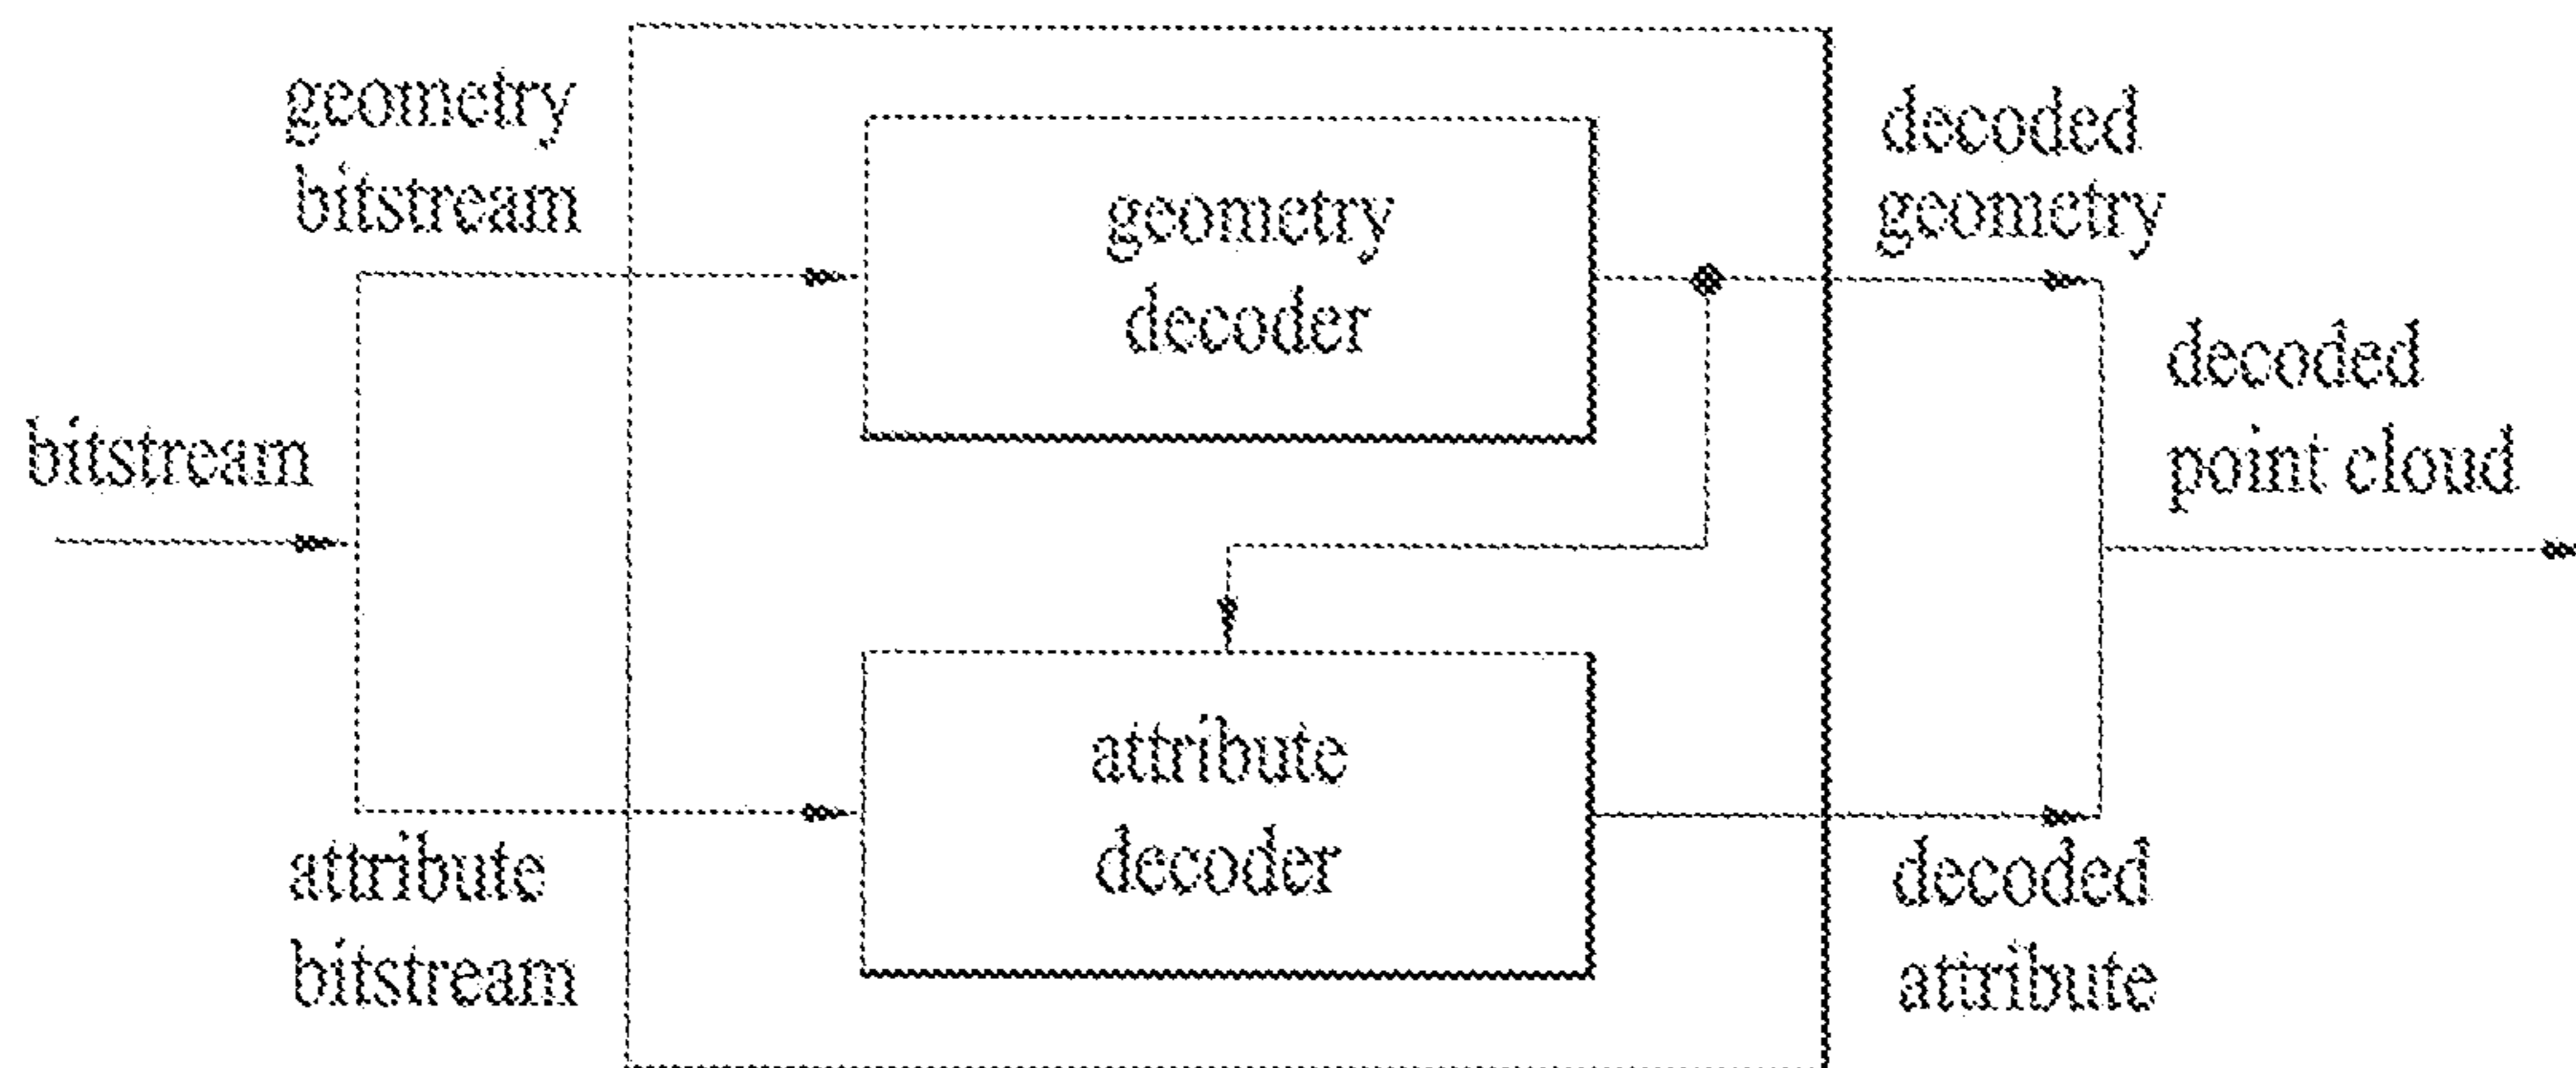 geometry
bitstream
bitstream
attribute
bitstream
geometry
decoder
attribute
decoder
decoded
geometry
decoded
point cloud
decoded
attribute